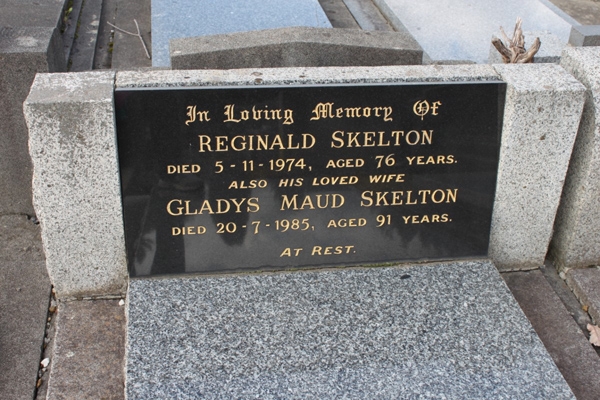 In Loving Memory Of
REGINALD SKELTON
DIED 5-11-1974, AGED 76 YEARS.
ALSO HIS LOVED WIFE
GLADYS MAUD SKELTON
DIED 20-7-1985, AGED 91 YEARS.
AT REST.